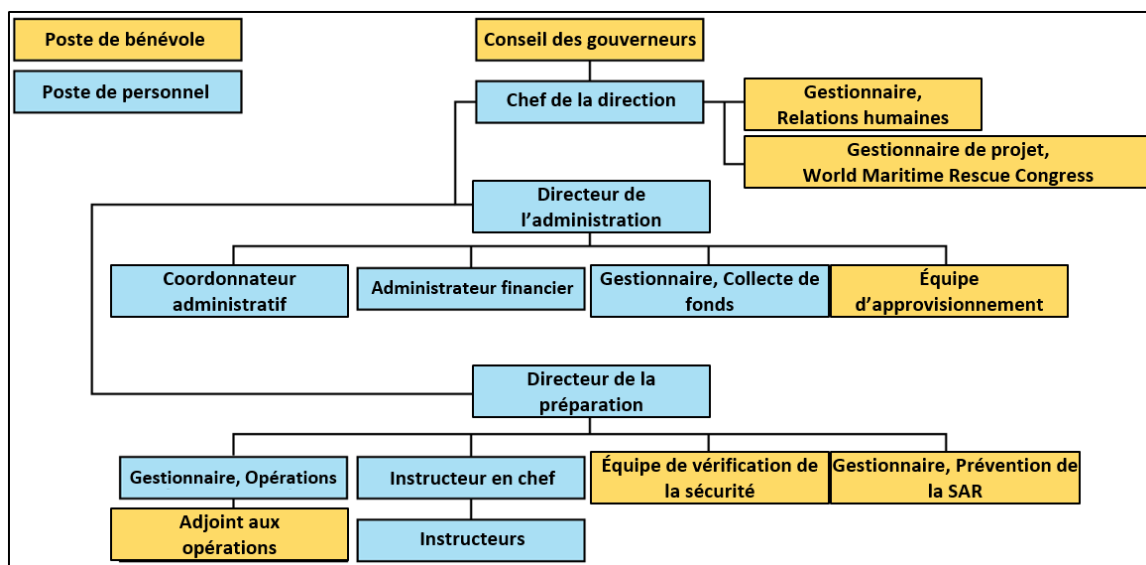 Poste de bénévole
Conseil des gouverneurs
Poste de personnel
Chef de la direction
Gestionnaire,
Relations humaines
Gestionnaire de projet,
World Maritime Rescue Congress
Directeur de
l’administration
Coordonnateur
administratif
Administrateur financier
Gestionnaire, Collecte de
fonds
Équipe
d’approvisionnement
Directeur de la
préparation
Gestionnaire, Opérations
Instructeur en chef
Équipe de vérification de
la sécurité
Gestionnaire, Prévention de
la SAR
Adjoint aux
opérations
Instructeurs